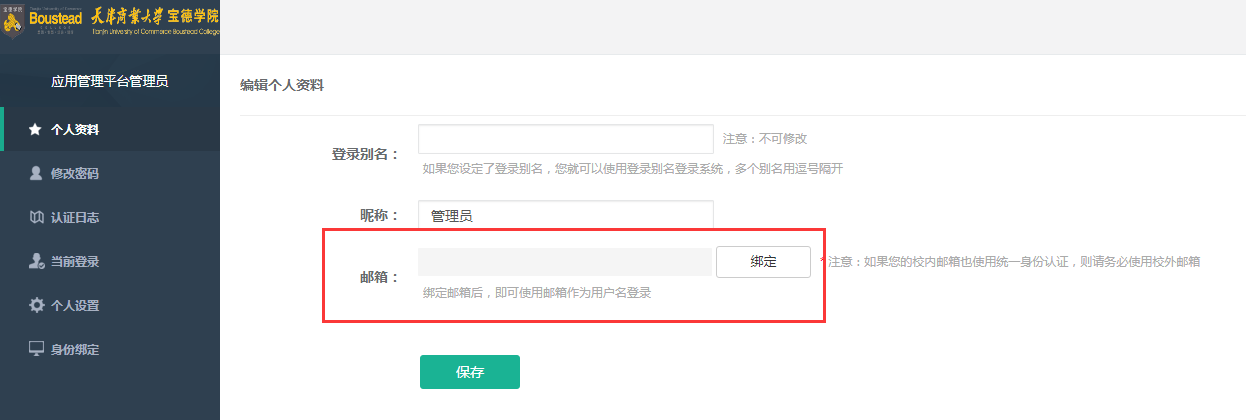 Boustead 天津商业大学宝德学院
Tianjin University of Commerce Boustead College
应用管理平台管理员
个人资料
修改密码
认证日志
当前登录
个人设置
身份绑定
编辑个人资料
登录别名： 注意：不可修改
如果您设定了登录别名，您就可以使用登录别名登录系统，多个别名用逗号隔开
昵称： 管理员
邮箱： 绑定 * 注意：如果您的校内邮箱也使用统一身份认证，则请务必使用校外邮箱
绑定邮箱后，即可使用邮箱作为用户名登录
保存